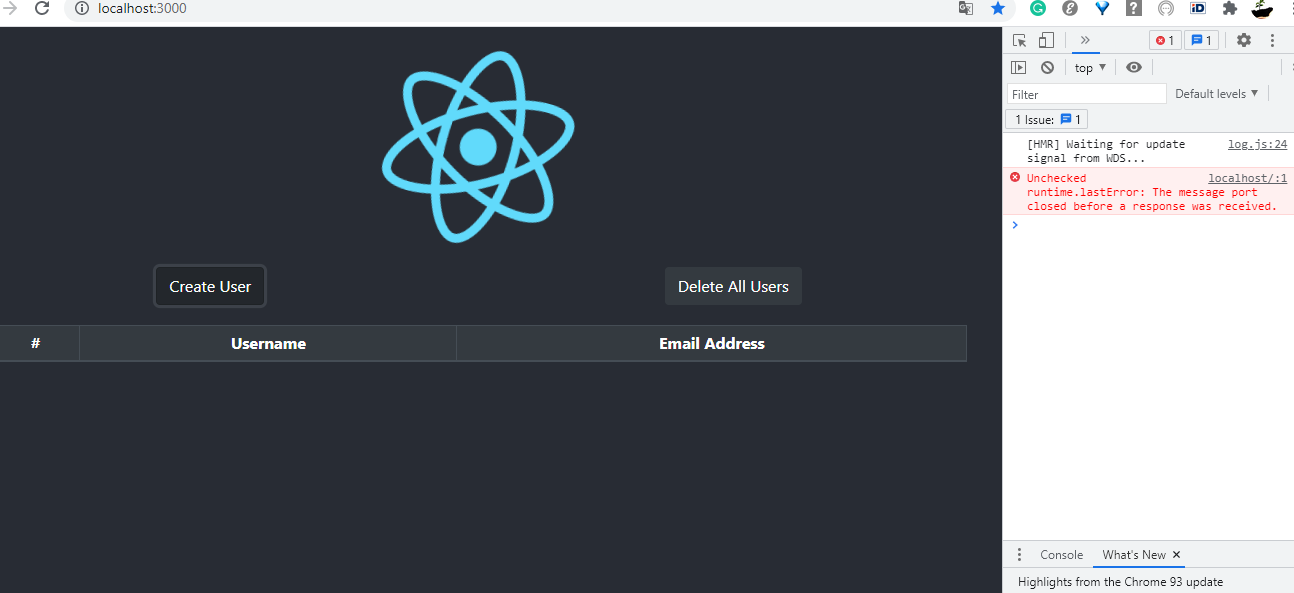 localhost:3000
1 1
top
Filter Default levels
1 Issue: 1
[HMR] Waiting for update log.js:24
signal from WDS...
Unchecked localhost/:1
runtime.lastError: The message port
closed before a response was received.
Create User Delete All Users
# Username Email Address
Console What's New
Highlights from the Chrome 93 update